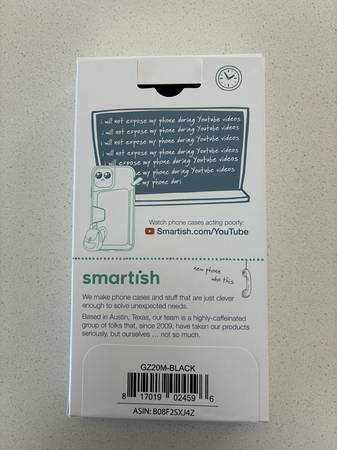 i will not expose my phone during Youtube videos
i will not expose my phone during Youtube videos
i will not expose my phone during Youtube videos
i will not expose my phone during Youtube videos
i will expose my phone during Youtube videos
not expose my phone during Youtube videos
my phone duri
Watch phone cases acting poorly:
Smartish.com/YouTube
smartish
new phone
who this
We make phone cases and stuff that are just clever
enough to solve unexpected needs.
Based in Austin, Texas, our team is a highly-caffeinated
group of folks that, since 2009, have taken our products
seriously, but ourselves ... not so much.
GZ20M-BLACK
8 17019 02459 6
ASIN: B08F2SXJ4Z